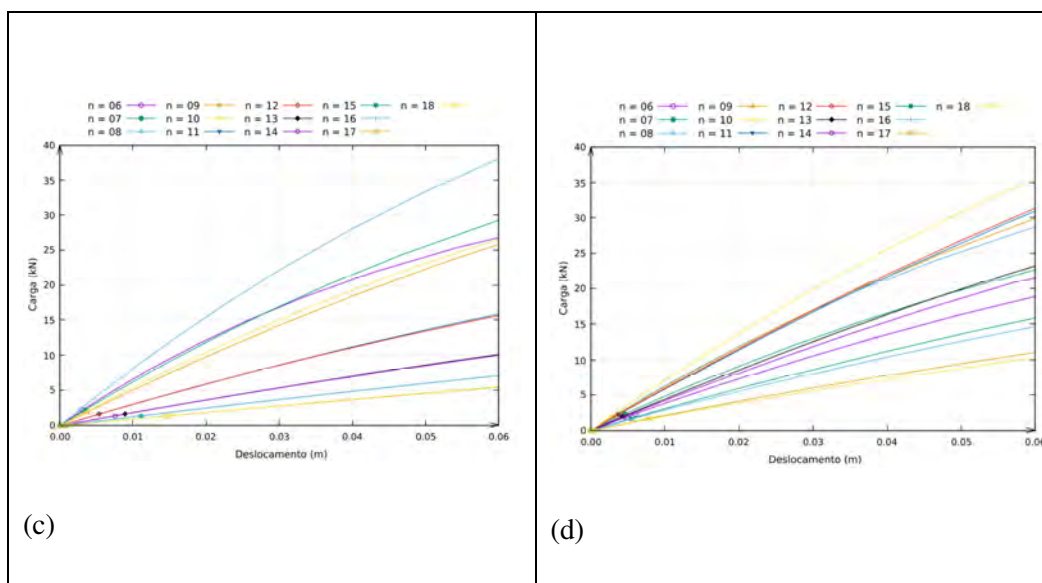 n = 06 n = 09 n = 12 n = 15 n = 18
n = 07 n = 10 n = 13 n = 16
n = 08 n = 11 n = 14 n = 17
40
35
30
25
20
15
10
5
0
Carga (kN)
0.00 0.01 0.02 0.03 0.04 0.05 0.06
Deslocamento (m)
(c)
n = 06 n = 09 n = 12 n = 15 n = 18
n = 07 n = 10 n = 13 n = 16
n = 08 n = 11 n = 14 n = 17
40
35
30
25
20
15
10
5
0
Carga (kN)
0.00 0.01 0.02 0.03 0.04 0.05 0.06
Deslocamento (m)
(d)